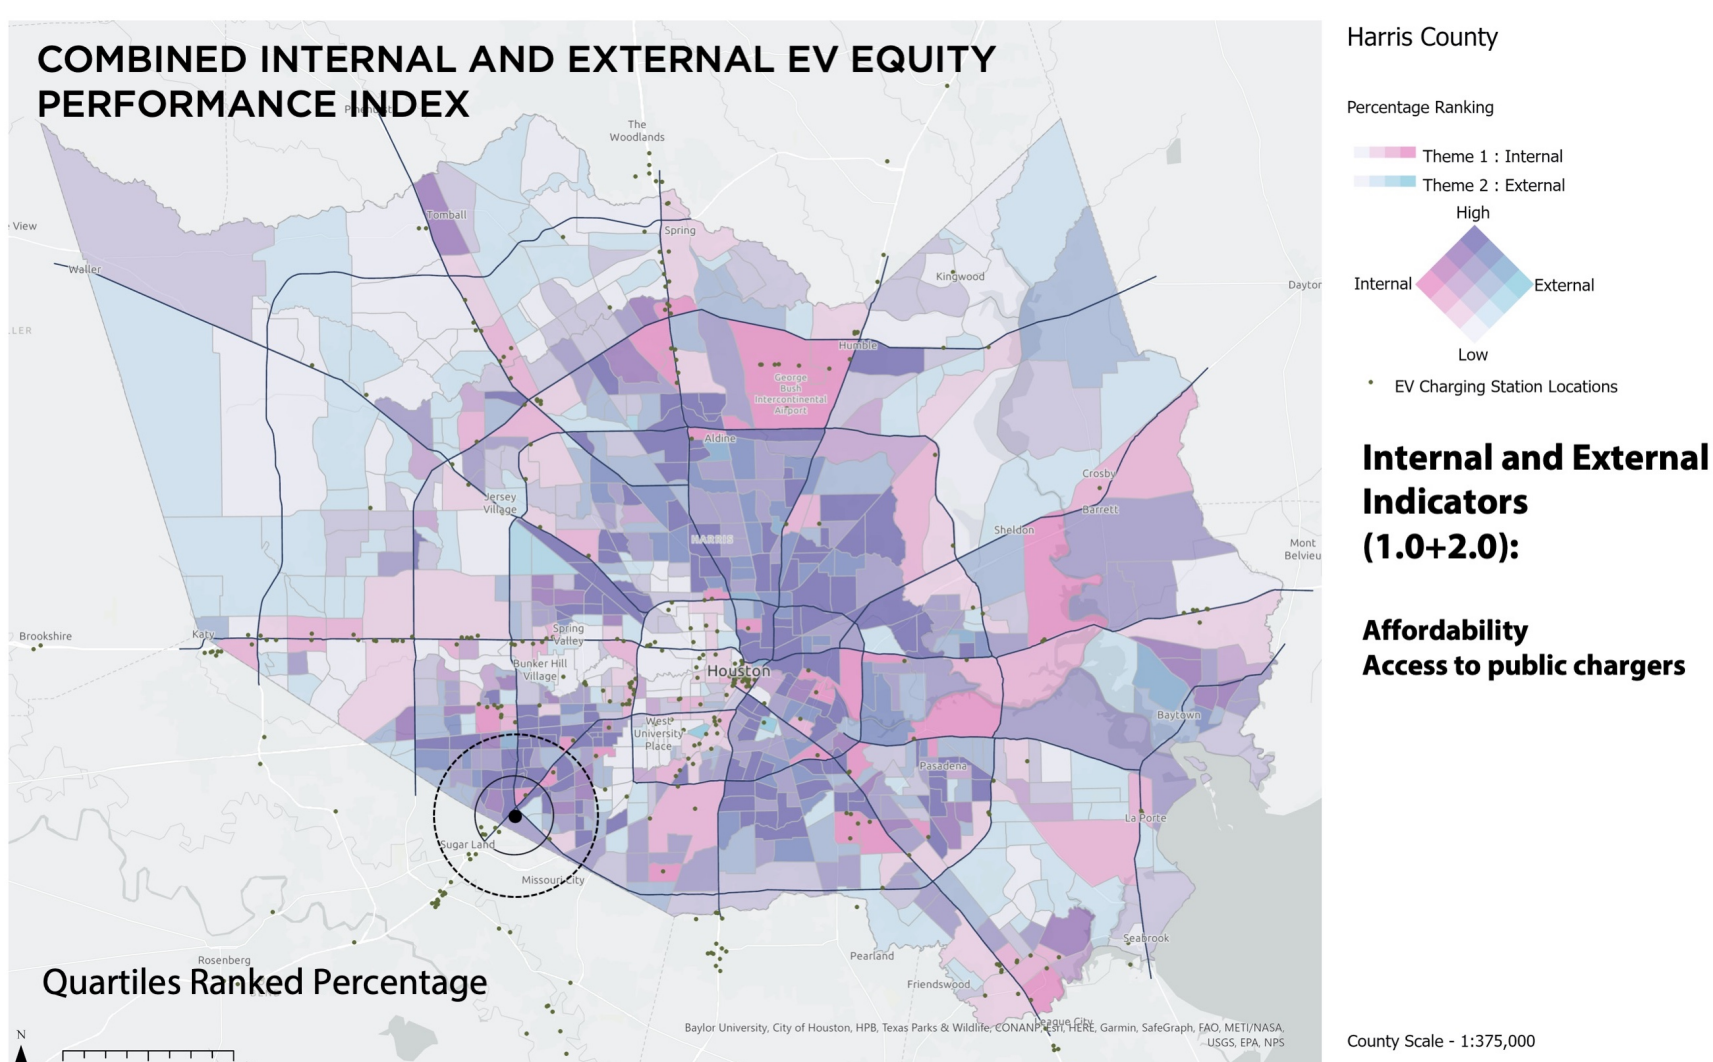 COMBINED INTERNAL AND EXTERNAL EV EQUITY
PERFORMANCE INDEX
The
Woodlands
Tomball
Spring
View
Waller
Kingwood
Dayton
LLER
Humble
George
Bush
Intercontinental
Airport
Aldine
Crosby
Jersey
Village
Barrett
Sheldon
HARRIS
Mont
Belvieu
Brookshire
Katy
Spring
Valley
Bunker Hill
Village
Houston
West
University
Place
Baytown
Pasadena
La Porte
Sugar Land
Missouri City
Seabrook
Pearland
Rosenberg
Friendswood
League City
Quartiles Ranked Percentage
N
Baylor University, City of Houston, HPB, Texas Parks & Wildlife, CONANP, Esri, HERE, Garmin, SafeGraph, FAO, METI/NASA,
USGS, EPA, NPS
Harris County
Percentage Ranking
Theme 1 : Internal
Theme 2 : External
High
Internal
External
Low
EV Charging Station Locations
Internal and External
Indicators
(1.0+2.0):
Affordability
Access to public chargers
County Scale - 1:375,000